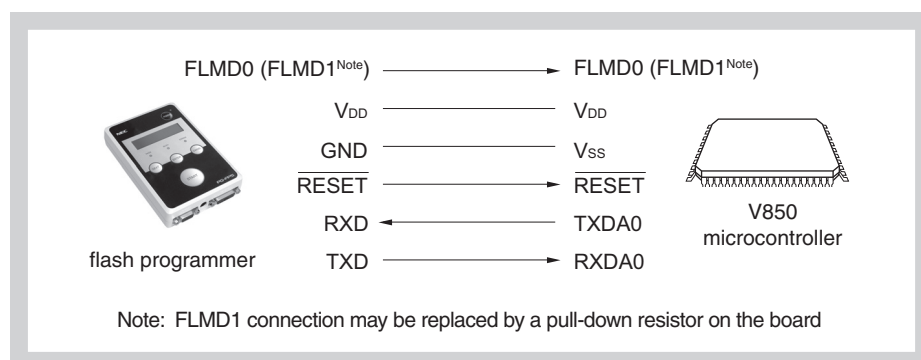 FLMD0 (FLMD1Note) FLMD0 (FLMD1Note)
VDD VDD
GND VSS
RESET RESET
RXD TXDA0
TXD RXDA0
NEC
flash programmer
V850
microcontroller
Note: FLMD1 connection may be replaced by a pull-down resistor on the board